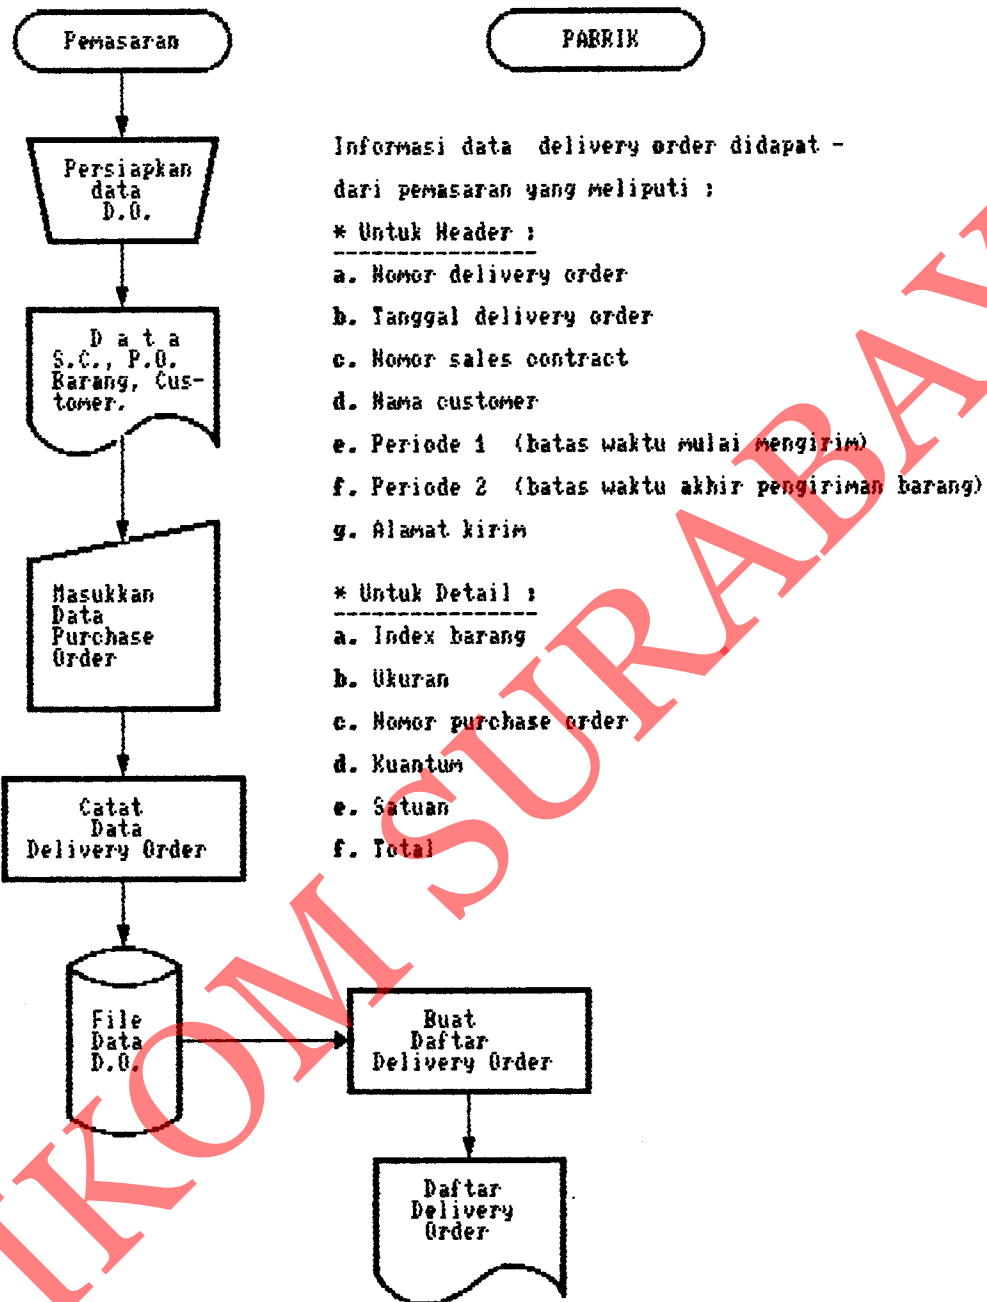 Pemasaran
PABRIK
Persiapkan
data
D.O.
Informasi data delivery order didapat -
dari pemasaran yang meliputi :
* Untuk Header :
a. Nomor delivery order
b. Tanggal delivery order
c. Nomor sales contract
d. Nama customer
e. Periode 1 (batas waktu mulai mengirim)
f. Periode 2 (batas waktu akhir pengiriman barang)
g. Alamat kirim
D a t a
S.C., P.O.
Barang, Cus-
tomer.
Masukkan
Data
Purchase
Order
* Untuk Detail :
a. Index barang
b. Ukuran
c. Nomor purchase order
d. Kuantum
e. Satuan
f. Total
Catat
Data
Delivery Order
File
Data
D.O.
Buat
Daftar
Delivery Order
Daftar
Delivery
Order
IKOM SURABAY